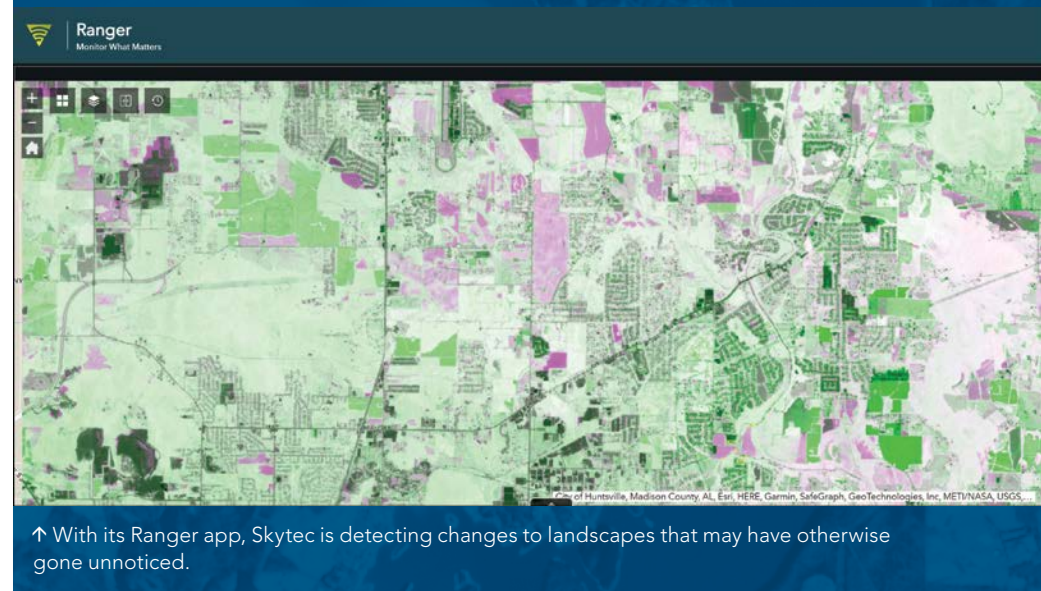 Ranger
Monitor What Matters
City of Huntsville, Madison County, AL, Esri, HERE, Garmin, SafeGraph, GeoTechnologies, Inc, METI/NASA, USGS,...
↑ With its Ranger app, Skytec is detecting changes to landscapes that may have otherwise
gone unnoticed.